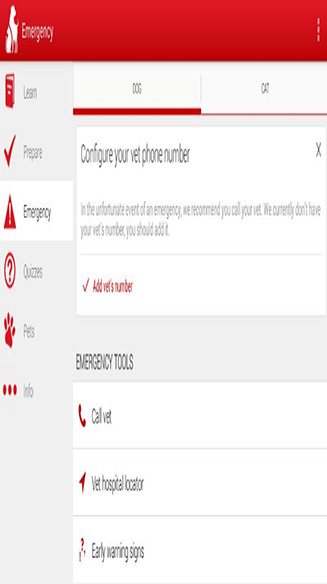 Emergency
Learn
DOG
CAT
Configure your vet phone number
Prepare
In the unfortunate event of an emergency, we recommend you call your vet. We currently don't have
your vet's number, you should add it.
Emergency
Quizzes
Add vet's number
Pets
EMERGENCY TOOLS
Info
Call vet
Vet hospital locator
Early warning signs